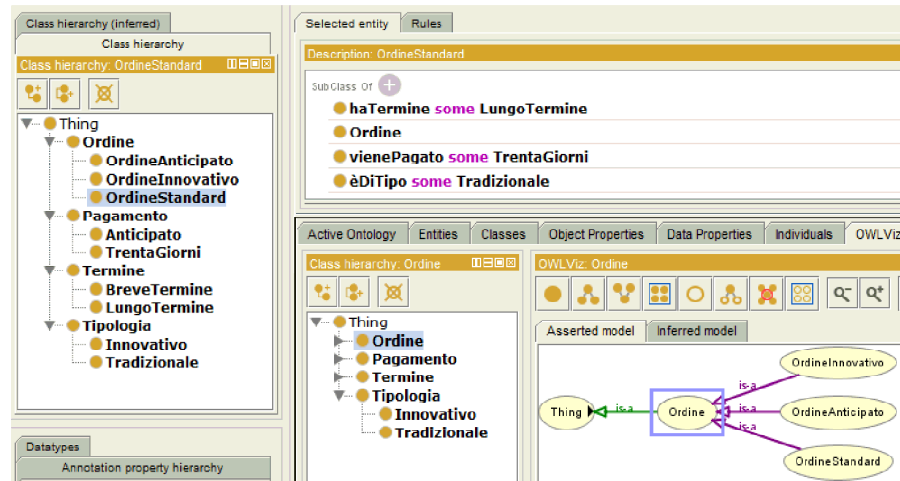 Class hierarchy (inferred)
Class hierarchy
Class hierarchy: OrdineStandard
Thing
Ordine
OrdineAnticipato
OrdineInnovativo
OrdineStandard
Pagamento
Anticipato
TrentaGiorni
Termine
BreveTermine
LungoTermine
Tipologia
Innovativo
Tradizionale
Datatypes
Annotation property hierarchy
Selected entity Rules
Description: OrdineStandard
SubClass Of
haTermine some LungoTermine
Ordine
vienePagato some TrentaGiorni
èDiTipo some Tradizionale
Active Ontology Entities Classes Object Properties Data Properties Individuals OWLViz
Class hierarchy: Ordine
Thing
Ordine
Pagamento
Termine
Tipologia
Innovativo
Tradizionale
OWLViz: Ordine
Asserted model Inferred model
OrdineInnovativo
is-a
Thing is-a Ordine is-a OrdineAnticipato
is-a
OrdineStandard